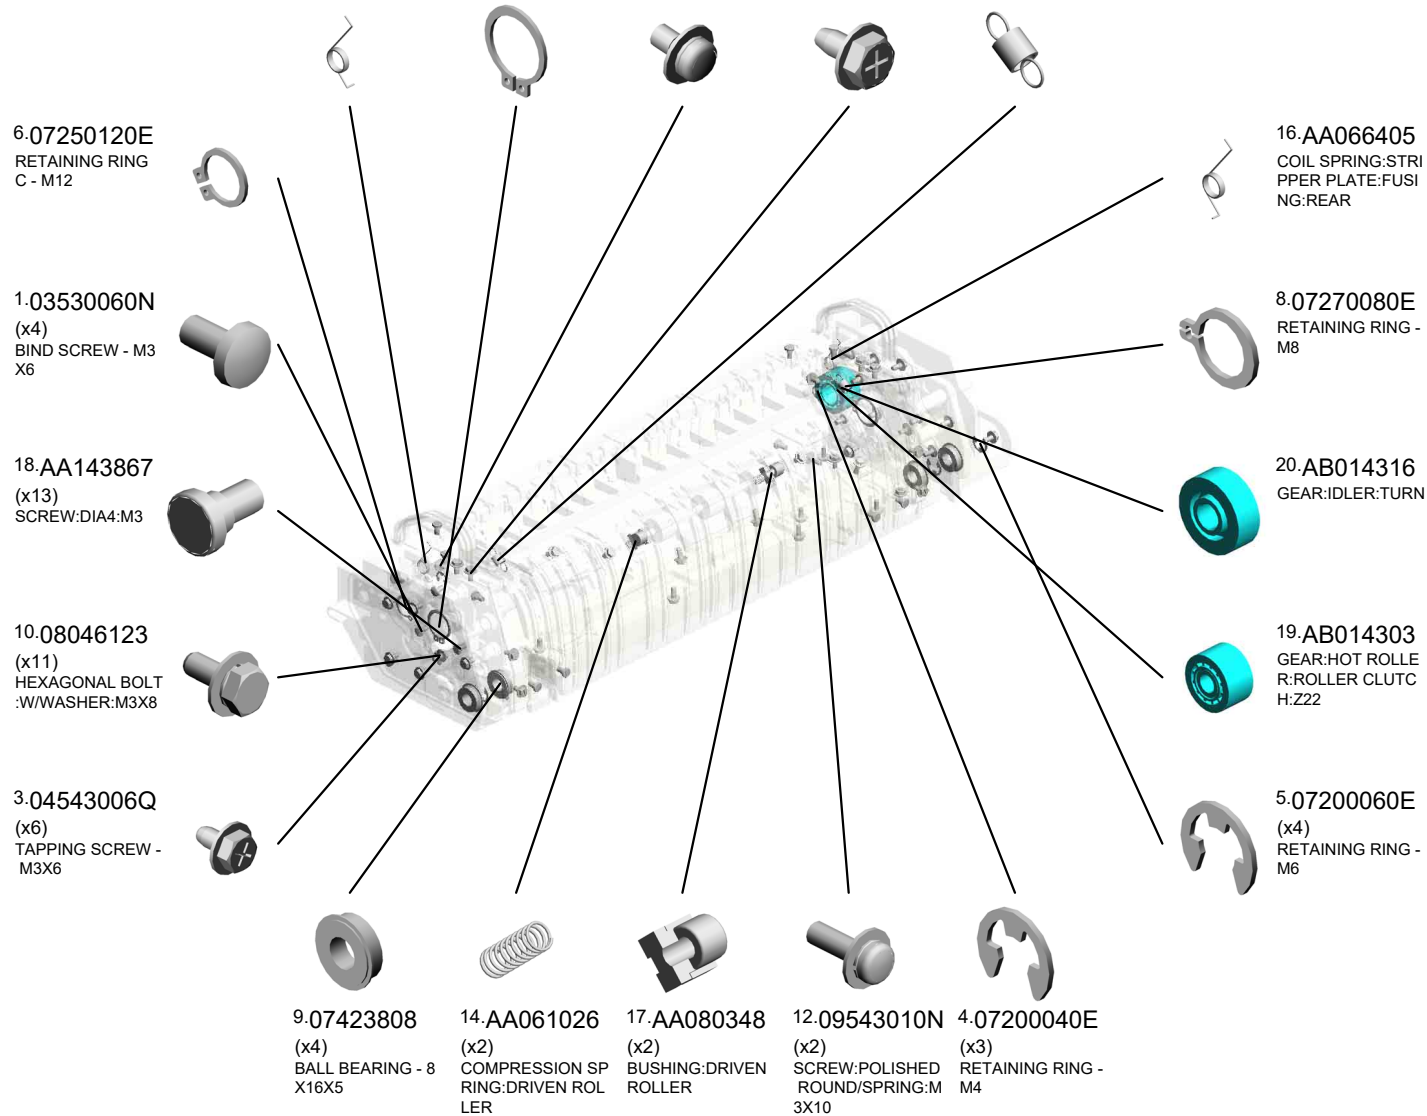 6.07250120E
RETAINING RING
C - M12
1.03530060N
(x4)
BIND SCREW - M3
X6
18.AA143867
(x13)
SCREW:DIA4:M3
10.08046123
(x11)
HEXAGONAL BOLT
:W/WASHER:M3X8
3.04543006Q
(x6)
TAPPING SCREW -
M3X6
16.AA066405
COIL SPRING:STRI
PPER PLATE:FUSI
NG:REAR
8.07270080E
RETAINING RING -
M8
20.AB014316
GEAR:IDLER:TURN
19.AB014303
GEAR:HOT ROLLE
R:ROLLER CLUTC
H:Z22
5.07200060E
(x4)
RETAINING RING -
M6
9.07423808
(x4)
BALL BEARING - 8
X16X5
14.AA061026
(x2)
COMPRESSION SP
RING:DRIVEN ROL
LER
17.AA080348
(x2)
BUSHING:DRIVEN
ROLLER
12.09543010N
(x2)
SCREW:POLISHED
ROUND/SPRING:M
3X10
4.07200040E
(x3)
RETAINING RING -
M4